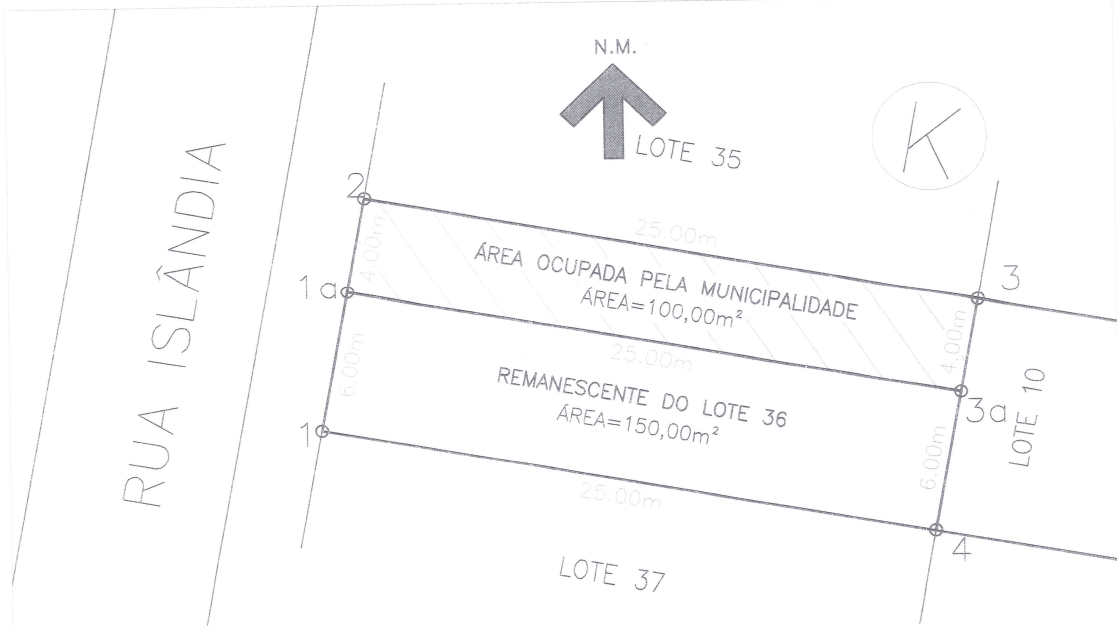 N.M.
LOTE 35
K
RUA ISLÂNDIA
2
25.00m
4.00m
ÁREA OCUPADA PELA MUNICIPALIDADE
ÁREA=100,00m²
3
1a
25.00m
4.00m
6.00m
REMANESCENTE DO LOTE 36
ÁREA=150,00m²
3a
LOTE 10
1
6.00m
25.00m
4
LOTE 37